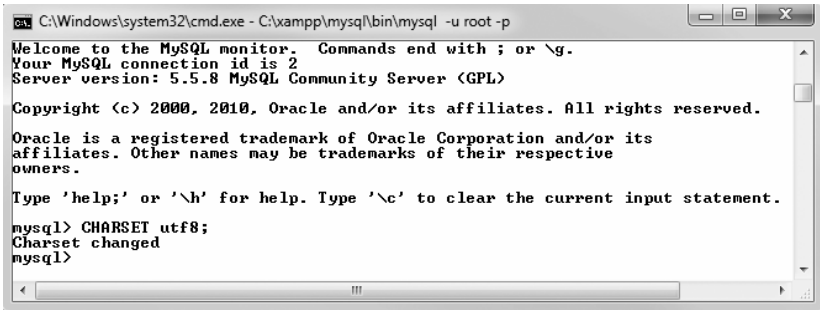 C:\Windows\system32\cmd.exe - C:\xampp\mysql\bin\mysql -u root -p
Welcome to the MySQL monitor.  Commands end with ; or \g.
Your MySQL connection id is 2
Server version: 5.5.8 MySQL Community Server (GPL)
Copyright (c) 2000, 2010, Oracle and/or its affiliates. All rights reserved.
Oracle is a registered trademark of Oracle Corporation and/or its
affiliates. Other names may be trademarks of their respective
owners.
Type 'help;' or '\h' for help. Type '\c' to clear the current input statement.
mysql> CHARSET utf8;
Charset changed
mysql>